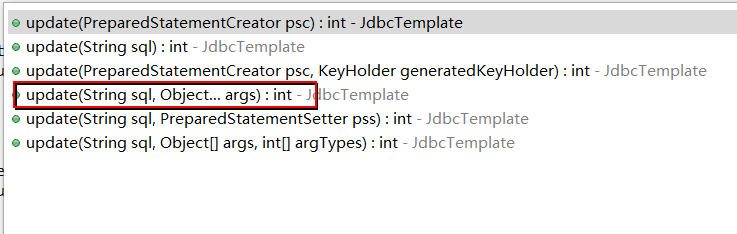 update(PreparedStatementCreator psc) : int - JdbcTemplate
update(String sql) : int - JdbcTemplate
update(PreparedStatementCreator psc, KeyHolder generatedKeyHolder) : int - JdbcTemplate
update(String sql, Object... args) : int - JdbcTemplate
update(String sql, PreparedStatementSetter pss) : int - JdbcTemplate
update(String sql, Object[] args, int[] argTypes) : int - JdbcTemplate